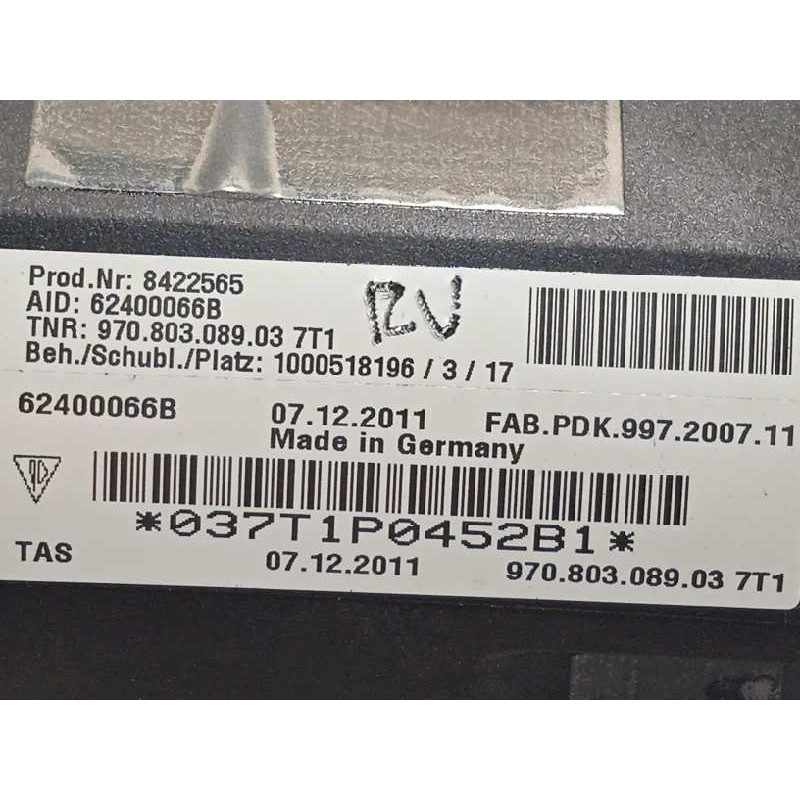 Prod.Nr: 8422565
AID: 62400066B
TNR: 970.803.089.03 7T1
Beh./Schubl./Platz: 1000518196 / 3 / 17
RV
62400066B 07.12.2011 FAB.PDK.997.2007.11
Made in Germany
*037T1P0452B1*
TAS 07.12.2011 970.803.089.03 7T1